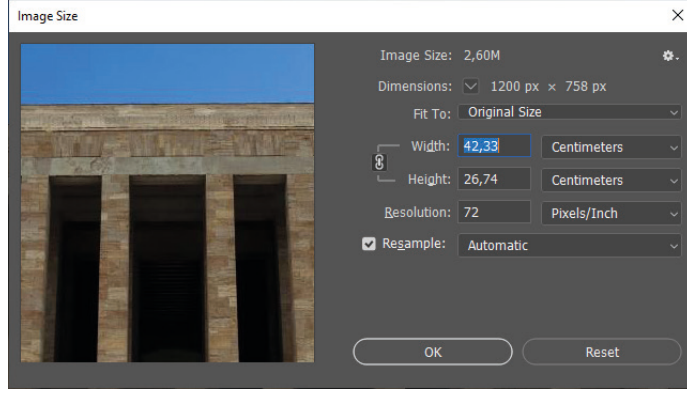 Image Size
Image Size: 2,60M
Dimensions: 1200 px × 758 px
Fit To: Original Size
Width: 42,33 Centimeters
Height: 26,74 Centimeters
Resolution: 72 Pixels/Inch
Resample: Automatic
OK Reset